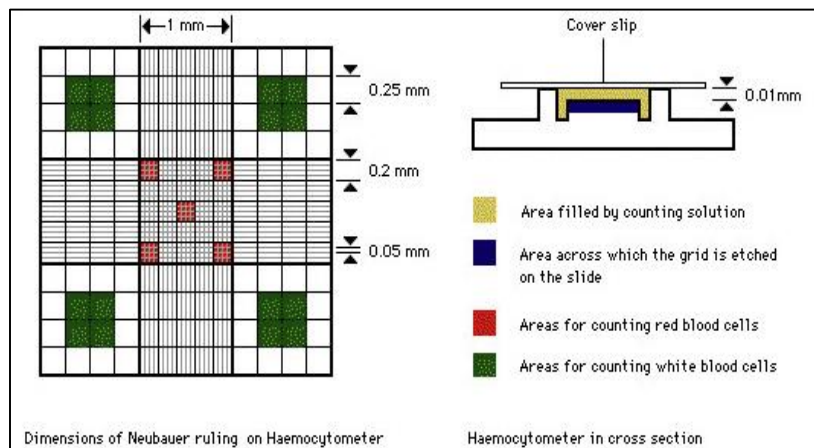 1 mm
0.25 mm
0.2 mm
0.05 mm
Dimensions of Neubauer ruling on Haemocytometer
Cover slip
0.01mm
Area filled by counting solution
Area across which the grid is etched
on the slide
Areas for counting red blood cells
Areas for counting white blood cells
Haemocytometer in cross section